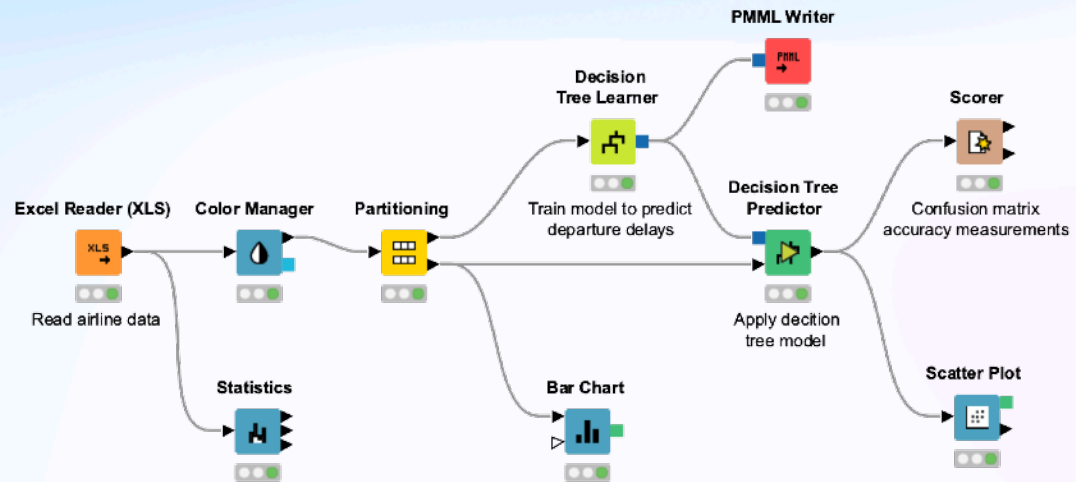 PMML Writer
PMML
Decision
Tree Learner
Scorer
Excel Reader (XLS)
Color Manager
Partitioning
Train model to predict
departure delays
Decision Tree
Predictor
Confusion matrix
accuracy measurements
XLS
Read airline data
Apply decition
tree model
Statistics
Bar Chart
Scatter Plot